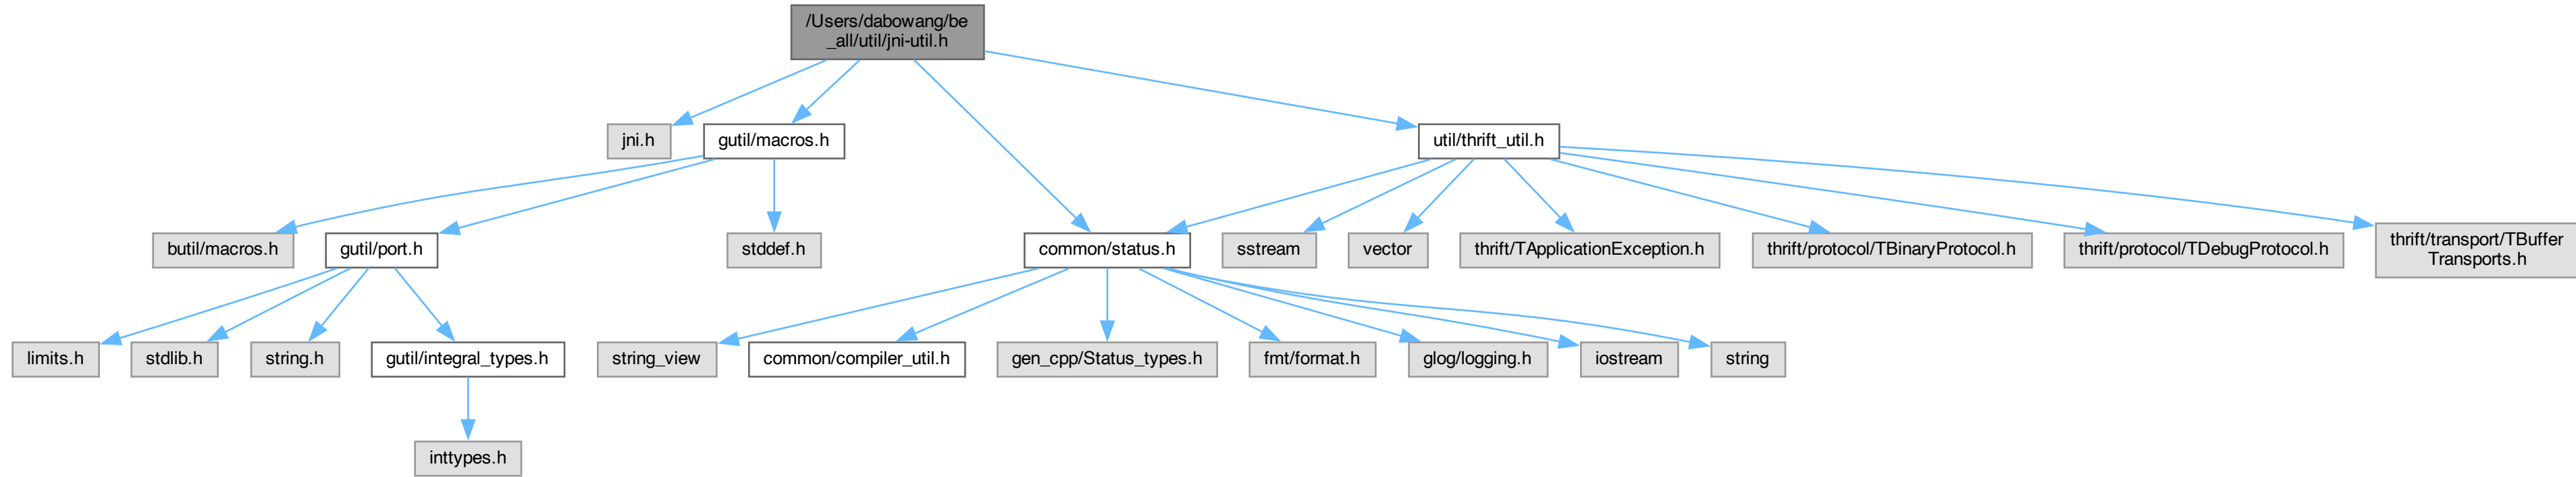 /Users/dabowang/be
_all/util/jni-util.h
jni.h
gutil/macros.h
util/thrift_util.h
butil/macros.h
gutil/port.h
stddef.h
common/status.h
sstream
vector
thrift/TApplicationException.h
thrift/protocol/TBinaryProtocol.h
thrift/protocol/TDebugProtocol.h
thrift/transport/TBuffer
Transports.h
limits.h
stdlib.h
string.h
gutil/integral_types.h
string_view
common/compiler_util.h
gen_cpp/Status_types.h
fmt/format.h
glog/logging.h
iostream
string
inttypes.h